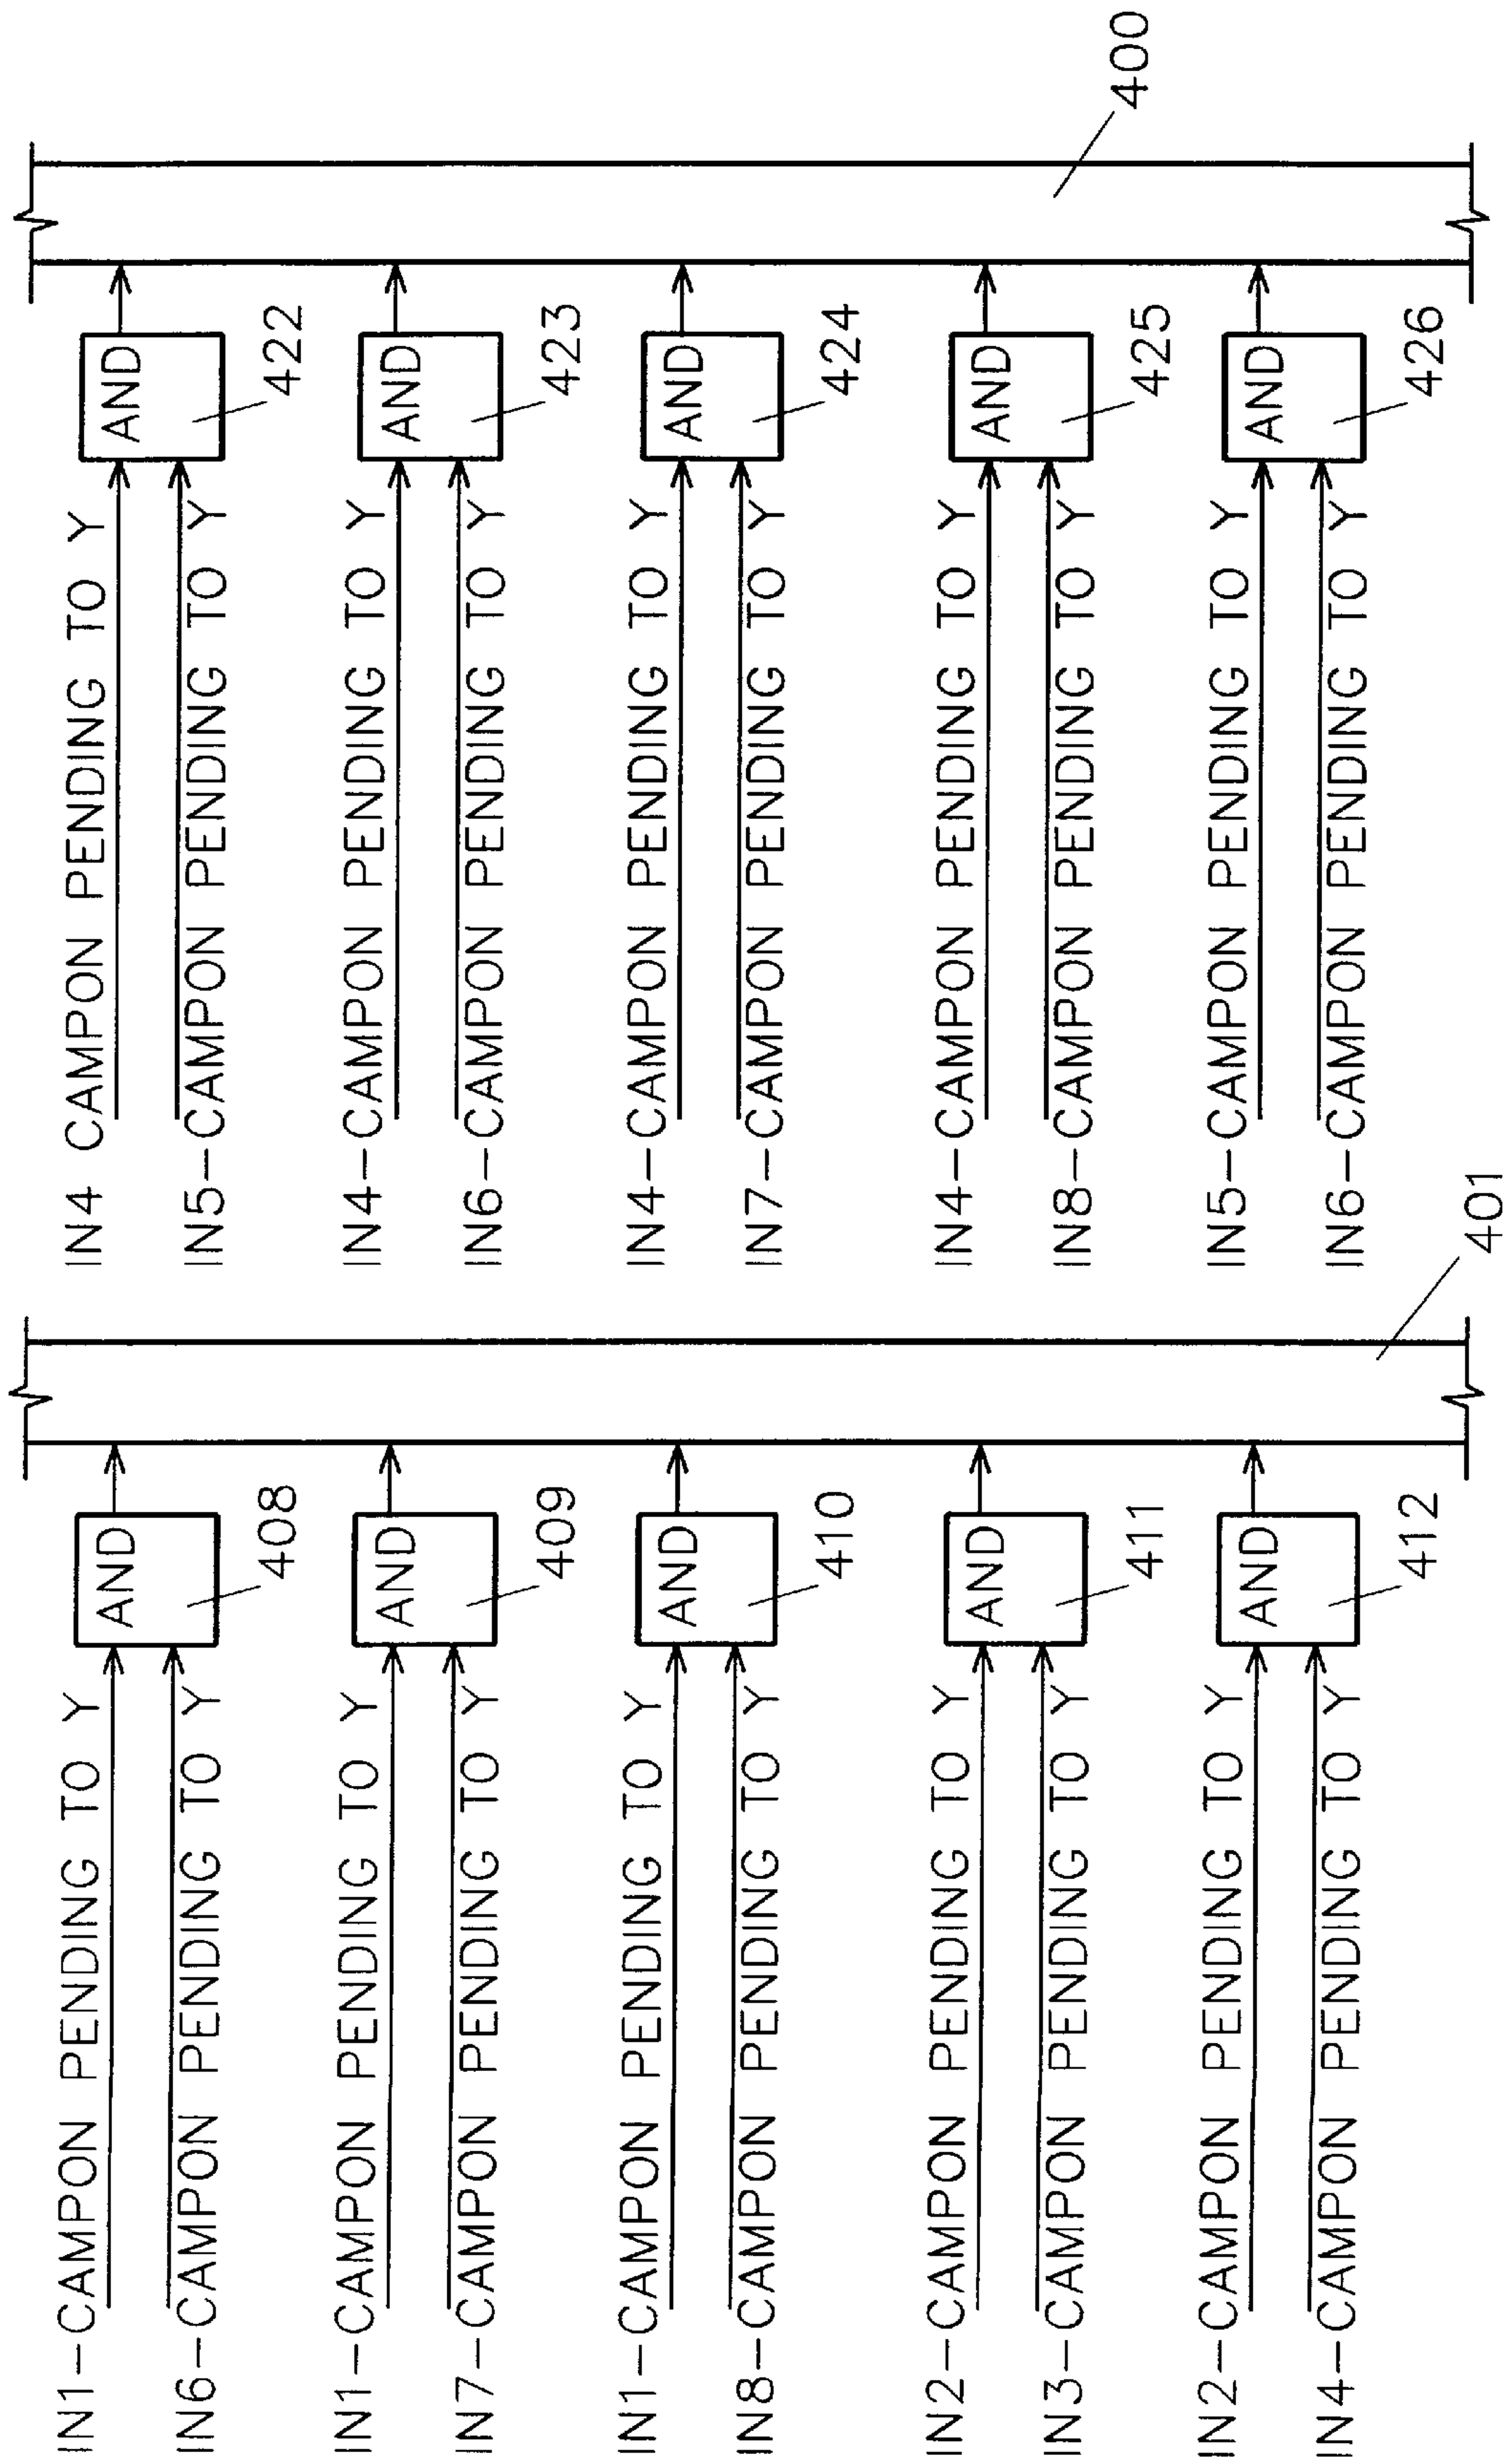 IN1-CAMPON PENDING TO Y
AND
IN6-CAMPON PENDING TO Y
408
IN1-CAMPON PENDING TO Y
AND
IN7-CAMPON PENDING TO Y
409
IN1-CAMPON PENDING TO Y
AND
IN8-CAMPON PENDING TO Y
410
IN2-CAMPON PENDING TO Y
AND
IN3-CAMPON PENDING TO Y
411
IN2-CAMPON PENDING TO Y
AND
IN4-CAMPON PENDING TO Y
412
401
IN4 CAMPON PENDING TO Y
AND
IN5-CAMPON PENDING TO Y
422
IN4-CAMPON PENDING TO Y
AND
IN6-CAMPON PENDING TO Y
423
IN4-CAMPON PENDING TO Y
AND
IN7-CAMPON PENDING TO Y
424
IN4-CAMPON PENDING TO Y
AND
IN8-CAMPON PENDING TO Y
425
IN5-CAMPON PENDING TO Y
AND
IN6-CAMPON PENDING TO Y
426
400